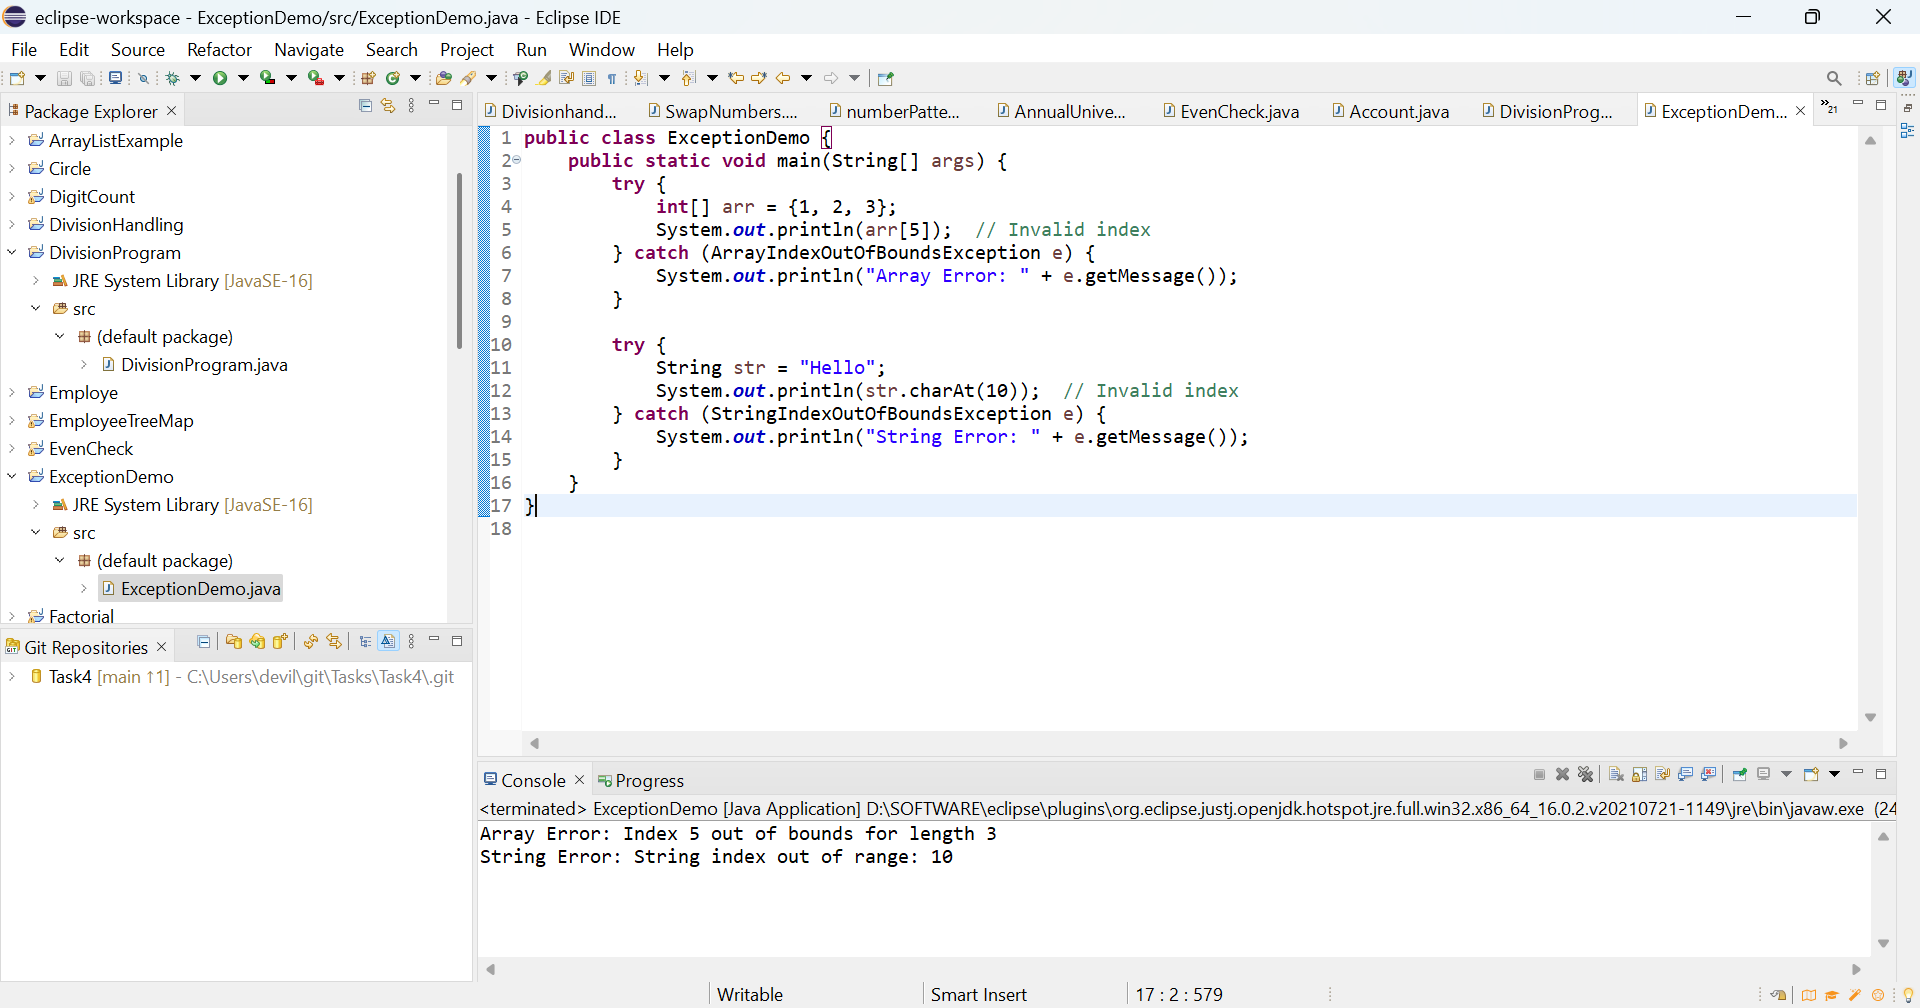 eclipse-workspace - ExceptionDemo/src/ExceptionDemo.java - Eclipse IDE
File Edit Source Refactor Navigate Search Project Run Window Help
Package Explorer
ArrayListExample
Circle
DigitCount
DivisionHandling
DivisionProgram
JRE System Library [JavaSE-16]
src
(default package)
DivisionProgram.java
Employe
EmployeeTreeMap
EvenCheck
ExceptionDemo
JRE System Library [JavaSE-16]
src
(default package)
ExceptionDemo.java
Factorial
Git Repositories
Task4 [main ↑1] - C:\Users\devil\git\Tasks\Task4\.git
Divisionhand... SwapNumbers.... numberPatte... AnnualUnive... EvenCheck.java Account.java DivisionProg... ExceptionDem... »21
1 public class ExceptionDemo {
2 public static void main(String[] args) {
3 try {
4 int[] arr = {1, 2, 3};
5 System.out.println(arr[5]); // Invalid index
6 } catch (ArrayIndexOutOfBoundsException e) {
7 System.out.println("Array Error: " + e.getMessage());
8 }
9
10 try {
11 String str = "Hello";
12 System.out.println(str.charAt(10)); // Invalid index
13 } catch (StringIndexOutOfBoundsException e) {
14 System.out.println("String Error: " + e.getMessage());
15 }
16 }
17 }
18
Console Progress
<terminated> ExceptionDemo [Java Application] D:\SOFTWARE\eclipse\plugins\org.eclipse.justj.openjdk.hotspot.jre.full.win32.x86_64_16.0.2.v20210721-1149\jre\bin\javaw.exe (24
Array Error: Index 5 out of bounds for length 3
String Error: String index out of range: 10
Writable Smart Insert 17 : 2 : 579